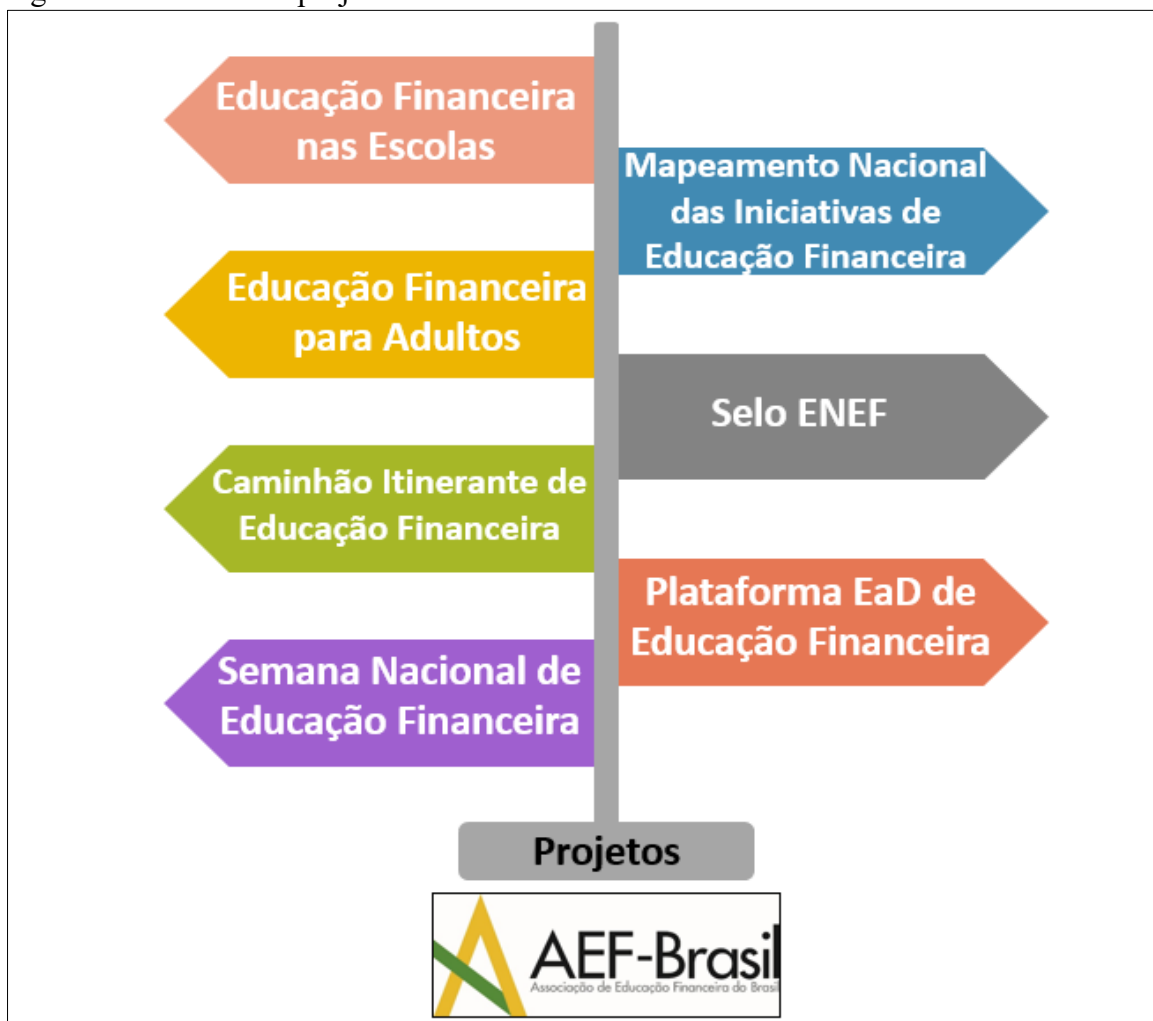 Educação Financeira
nas Escolas
Mapeamento Nacional
das Iniciativas de
Educação Financeira
Educação Financeira
para Adultos
Selo ENEF
Caminhão Itinerante de
Educação Financeira
Plataforma EaD de
Educação Financeira
Semana Nacional de
Educação Financeira
Projetos
AEF-Brasil
Associação de Educação Financeira do Brasil